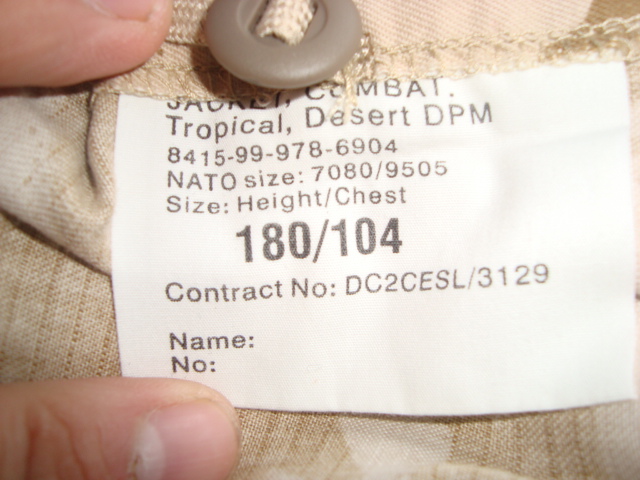 JACKET, COMBAT.
Tropical, Desert DPM
8415-99-978-6904
NATO size: 7080/9505
Size: Height/Chest
180/104
Contract No: DC2CESL/3129
Name:
No: